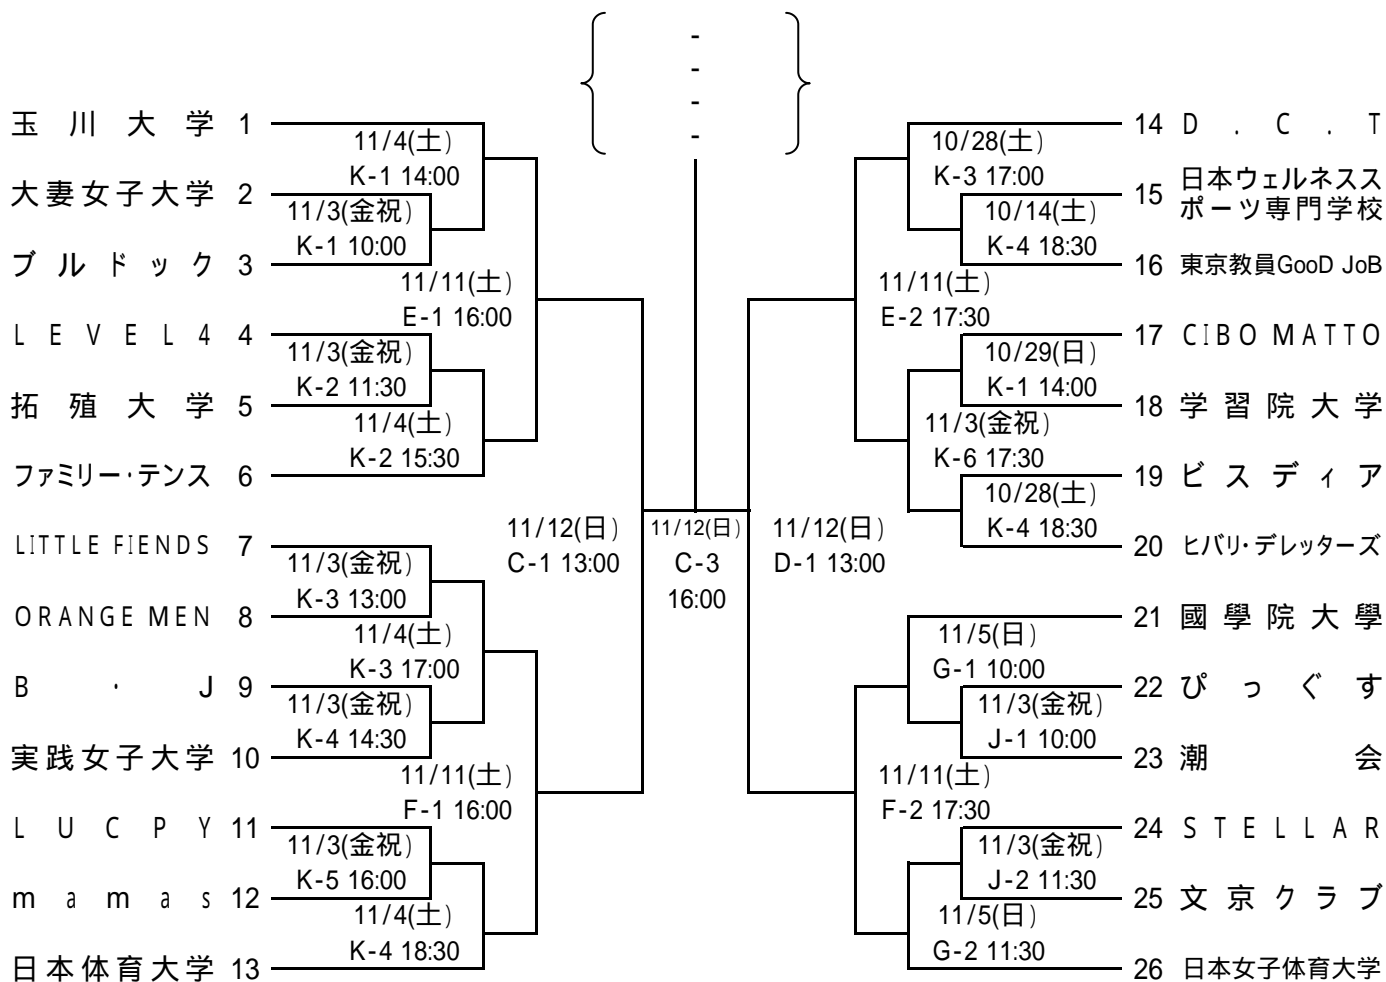 -
-
-
-
玉川大学 1
11/4(土)
K-1 14:00
大妻女子大学 2
11/3(金祝)
K-1 10:00
ブルドック 3
11/11(土)
E-1 16:00
LEVEL4 4
11/3(金祝)
K-2 11:30
拓殖大学 5
11/4(土)
K-2 15:30
ファミリー・テンス 6
11/12(日)
C-1 13:00
LITTLE FIENDS 7
11/3(金祝)
K-3 13:00
ORANGE MEN 8
11/4(土)
K-3 17:00
B・J 9
11/3(金祝)
K-4 14:30
実践女子大学 10
11/11(土)
F-1 16:00
LUCPY 11
11/3(金祝)
K-5 16:00
mamas 12
11/4(土)
K-4 18:30
日本体育大学 13
11/12(日)
C-3
16:00
14 D.C.T
10/28(土)
K-3 17:00
15 日本ウェルネスス
ポーツ専門学校
10/14(土)
K-4 18:30
16 東京教員GooD JoB
11/11(土)
E-2 17:30
17 CIBO MATTO
10/29(日)
K-1 14:00
18 学習院大学
11/3(金祝)
K-6 17:30
19 ビスディア
10/28(土)
K-4 18:30
20 ヒバリ・デレッターズ
11/12(日)
D-1 13:00
21 國學院大學
11/5(日)
G-1 10:00
22 ぴっぐす
11/3(金祝)
J-1 10:00
23 潮会
11/11(土)
F-2 17:30
24 STELLAR
11/3(金祝)
J-2 11:30
25 文京クラブ
11/5(日)
G-2 11:30
26 日本女子体育大学